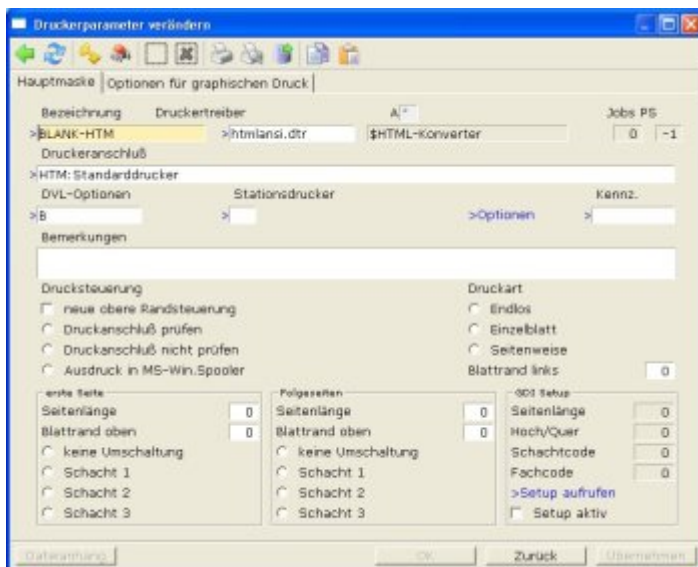 Druckerparameter verändern
Hauptmaske Optionen für graphischen Druck
Bezeichnung Druckertreiber A * Jobs PS
>BLANK-HTM >htmlansi.dtr $HTML-Konverter 0 -1
Druckeranschluß
>HTM:Standarddrucker
DVL-Optionen Stationsdrucker Kennz.
>B > >Optionen >
Bemerkungen
Drucksteuerung Druckart
neue obere Randsteuerung Endlos
Druckanschluß prüfen Einzelblatt
Druckanschluß nicht prüfen Seitenweise
Ausdruck in MS-Win.Spooler Blattrand links 0
erste Seite Folgeseiten GDI Setup
Seitenlänge 0 Seitenlänge 0 Seitenlänge 0
Blattrand oben 0 Blattrand oben 0 Hoch/Quer 0
keine Umschaltung keine Umschaltung Schachtcode 0
Schacht 1 Schacht 1 Fachcode 0
Schacht 2 Schacht 2 >Setup aufrufen
Schacht 3 Schacht 3 Setup aktiv
Dateianhang OK Zurück Übernehmen